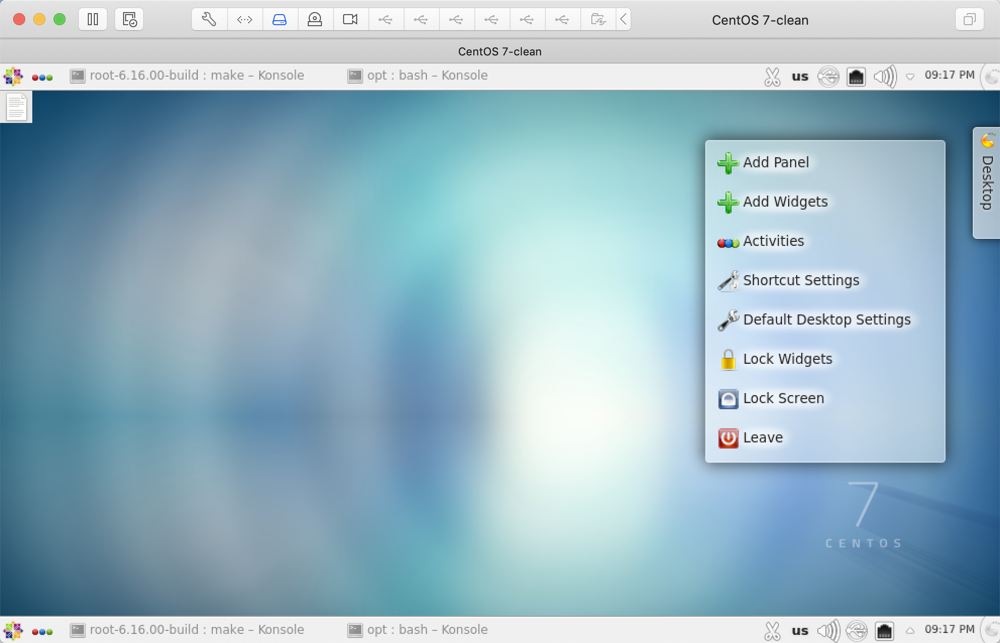 CentOS 7-clean
CentOS 7-clean
root-6.16.00-build : make – Konsole
opt : bash – Konsole
us
09:17 PM
Desktop
Add Panel
Add Widgets
Activities
Shortcut Settings
Default Desktop Settings
Lock Widgets
Lock Screen
Leave
7
CENTOS
root-6.16.00-build : make – Konsole
opt : bash – Konsole
us
09:17 PM